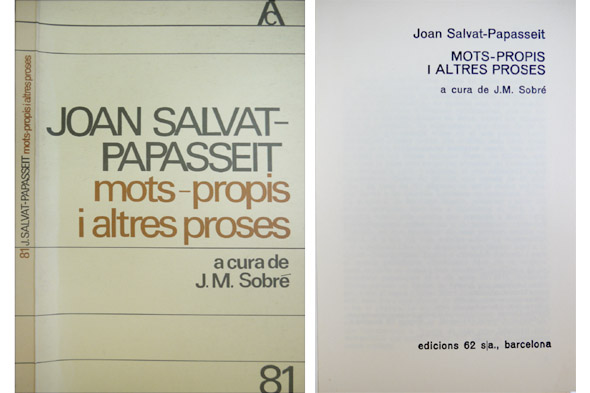 Ac
81 J. SALVAT-PAPASSEIT mots-propis i altres proses
JOAN SALVAT-
PAPASSEIT
mots-propis
i altres proses
a cura de
J.M. Sobré
81
Joan Salvat-Papasseit
MOTS-PROPIS
I ALTRES PROSES
a cura de J.M. Sobré
edicions 62 s|a., barcelona